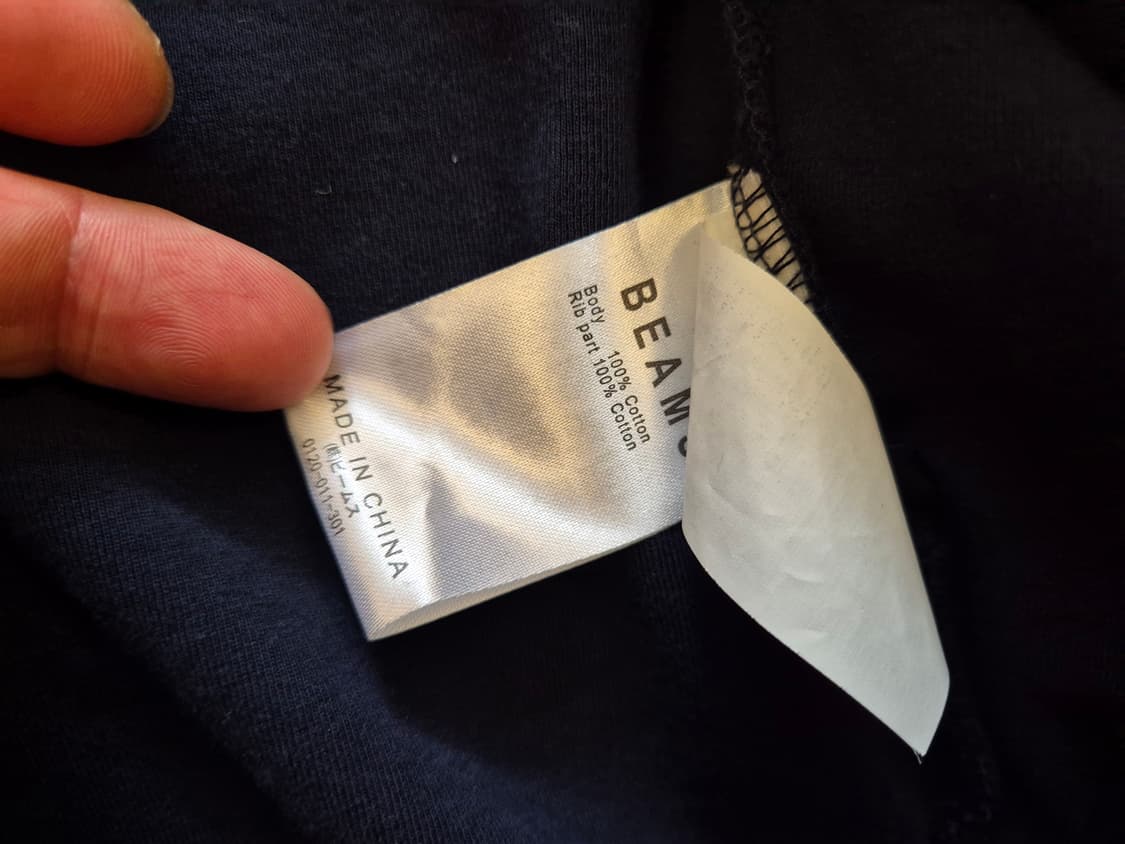 BEAMS
Body 100% Cotton
Rib part 100% Cotton
MADE IN CHINA
㈱ビームス
0120-011-301